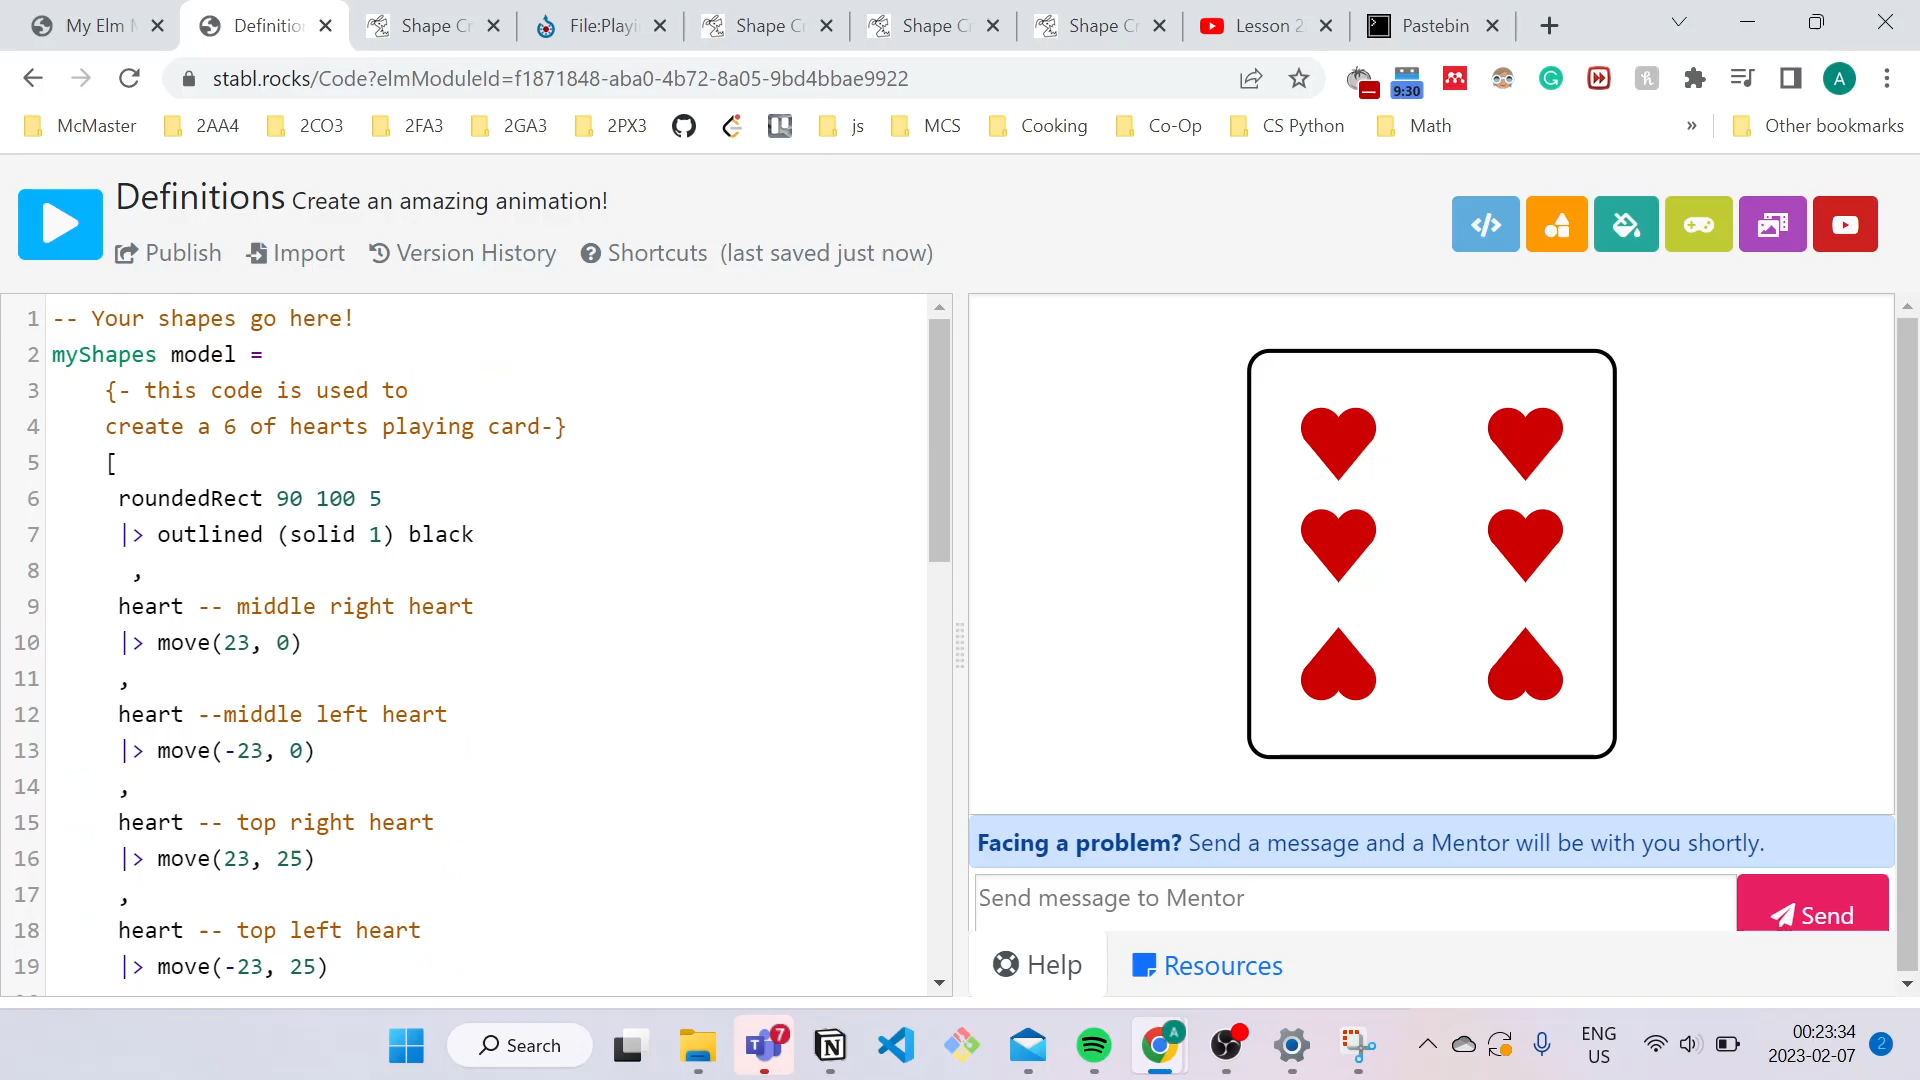 My Elm
Definitio
Shape Cr
File:Playi
Shape Cr
Shape Cr
Shape Cr
Lesson 2
Pastebin
stabl.rocks/Code?elmModuleId=f1871848-aba0-4b72-8a05-9bd4bbae9922
9:30
A
McMaster
2AA4
2CO3
2FA3
2GA3
2PX3
js
MCS
Cooking
Co-Op
CS Python
Math
»
Other bookmarks
Definitions Create an amazing animation!
Publish
Import
Version History
Shortcuts (last saved just now)
1 -- Your shapes go here!
2 myShapes model =
3 {- this code is used to
4 create a 6 of hearts playing card-}
5 [
6 roundedRect 90 100 5
7 |> outlined (solid 1) black
8 ,
9 heart -- middle right heart
10 |> move(23, 0)
11 ,
12 heart --middle left heart
13 |> move(-23, 0)
14 ,
15 heart -- top right heart
16 |> move(23, 25)
17 ,
18 heart -- top left heart
19 |> move(-23, 25)
Facing a problem? Send a message and a Mentor will be with you shortly.
Send message to Mentor
Send
Help
Resources
Search
7
A
ENG
US
00:23:34
2023-02-07
2